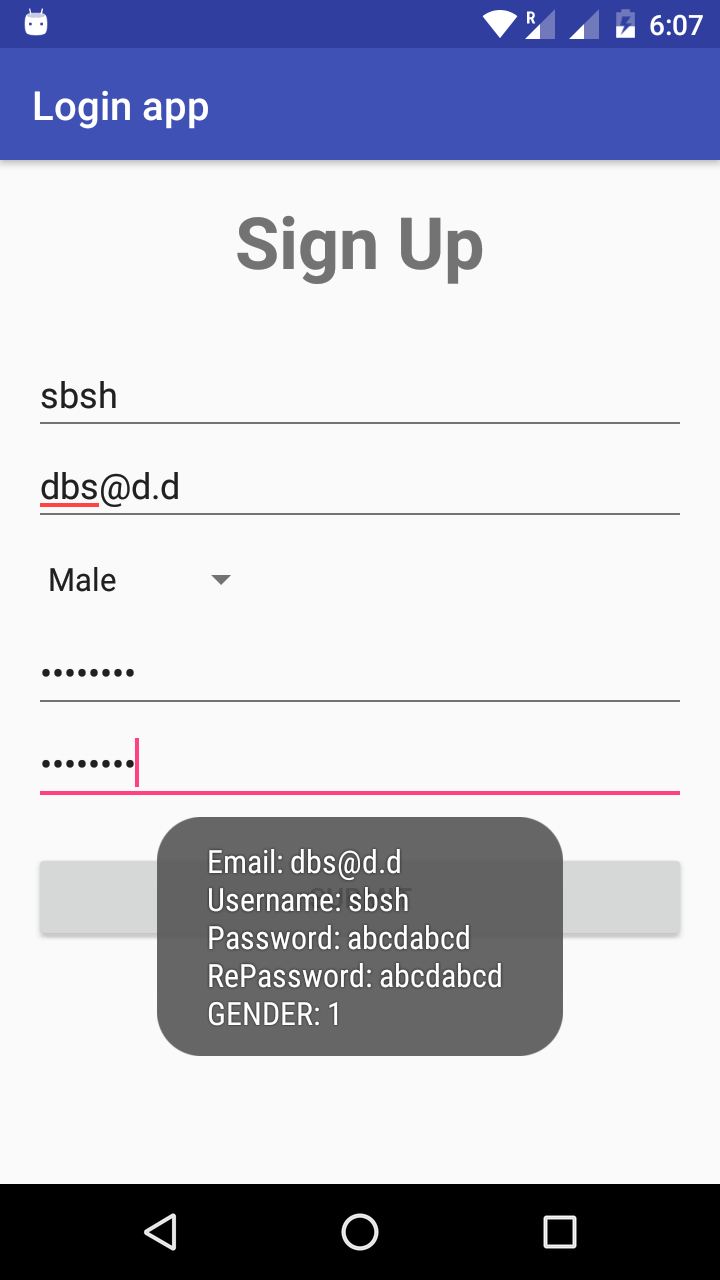 R 6:07
Login app
Sign Up
sbsh
dbs@d.d
Male
••••••••
••••••••
Email: dbs@d.d
Username: sbsh
Password: abcdabcd
RePassword: abcdabcd
GENDER: 1